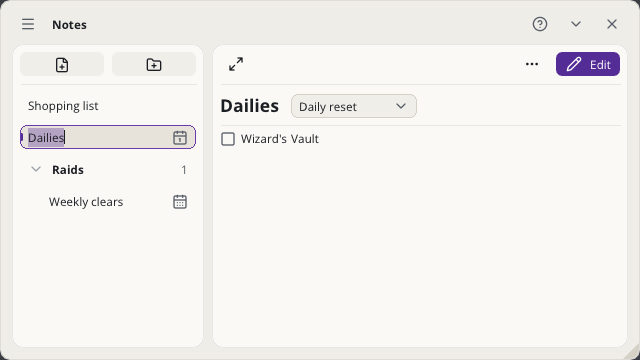 Notes
Edit
Shopping list
Dailies
Raids 1
Weekly clears
Dailies Daily reset
Wizard's Vault